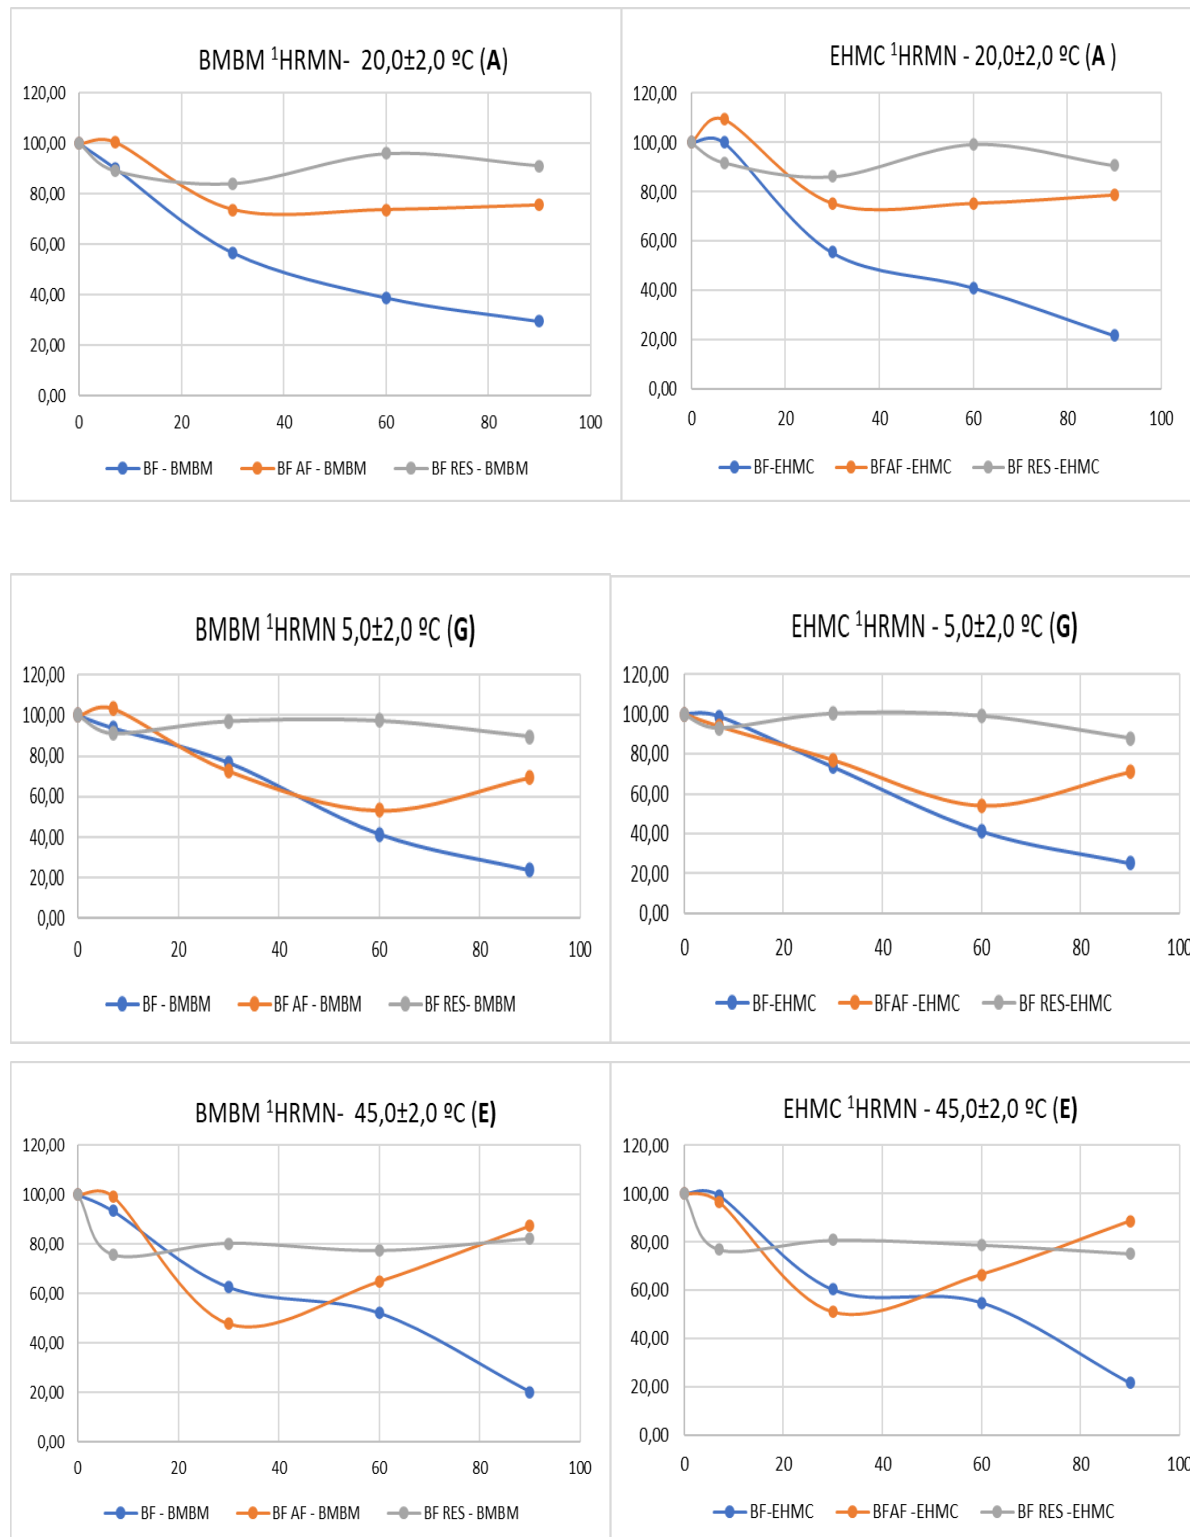 BMBM ¹HRMN- 20,0±2,0 ºC (A)
120,00
100,00
80,00
60,00
40,00
20,00
0,00
0 20 40 60 80 100
BF - BMBM BF AF - BMBM BF RES - BMBM
EHMC ¹HRMN - 20,0±2,0 ºC (A )
120,00
100,00
80,00
60,00
40,00
20,00
0,00
0 20 40 60 80 100
BF-EHMC BFAF -EHMC BF RES -EHMC
BMBM ¹HRMN 5,0±2,0 ºC (G)
120,00
100,00
80,00
60,00
40,00
20,00
0,00
0 20 40 60 80 100
BF - BMBM BF AF - BMBM BF RES- BMBM
EHMC ¹HRMN - 5,0±2,0 ºC (G)
120,00
100,00
80,00
60,00
40,00
20,00
0,00
0 20 40 60 80 100
BF-EHMC BFAF -EHMC BF RES-EHMC
BMBM ¹HRMN- 45,0±2,0 ºC (E)
120,00
100,00
80,00
60,00
40,00
20,00
0,00
0 20 40 60 80 100
BF - BMBM BF AF - BMBM BF RES - BMBM
EHMC ¹HRMN - 45,0±2,0 ºC (E)
120,00
100,00
80,00
60,00
40,00
20,00
0,00
0 20 40 60 80 100
BF-EHMC BFAF -EHMC BF RES -EHMC